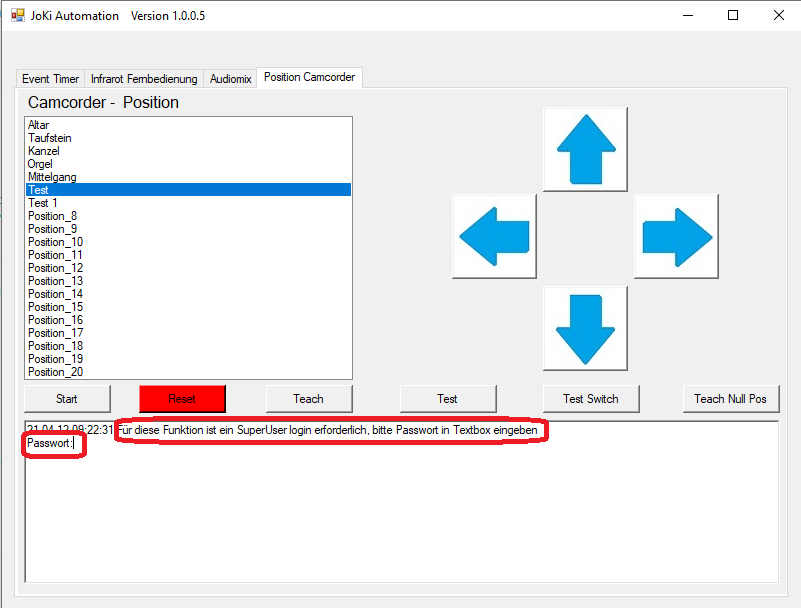 JoKi Automation Version 1.0.0.5
Event Timer Infrarot Fernbedienung Audiomix Position Camcorder
Camcorder - Position
Altar
Taufstein
Kanzel
Orgel
Mittelgang
Test
Test 1
Position_8
Position_9
Position_10
Position_11
Position_12
Position_13
Position_14
Position_15
Position_16
Position_17
Position_18
Position_19
Position_20
Start Reset Teach Test Test Switch Teach Null Pos
21.04.12 09:22:31 Für diese Funktion ist ein SuperUser login erforderlich, bitte Passwort in Textbox eingeben
Passwort: